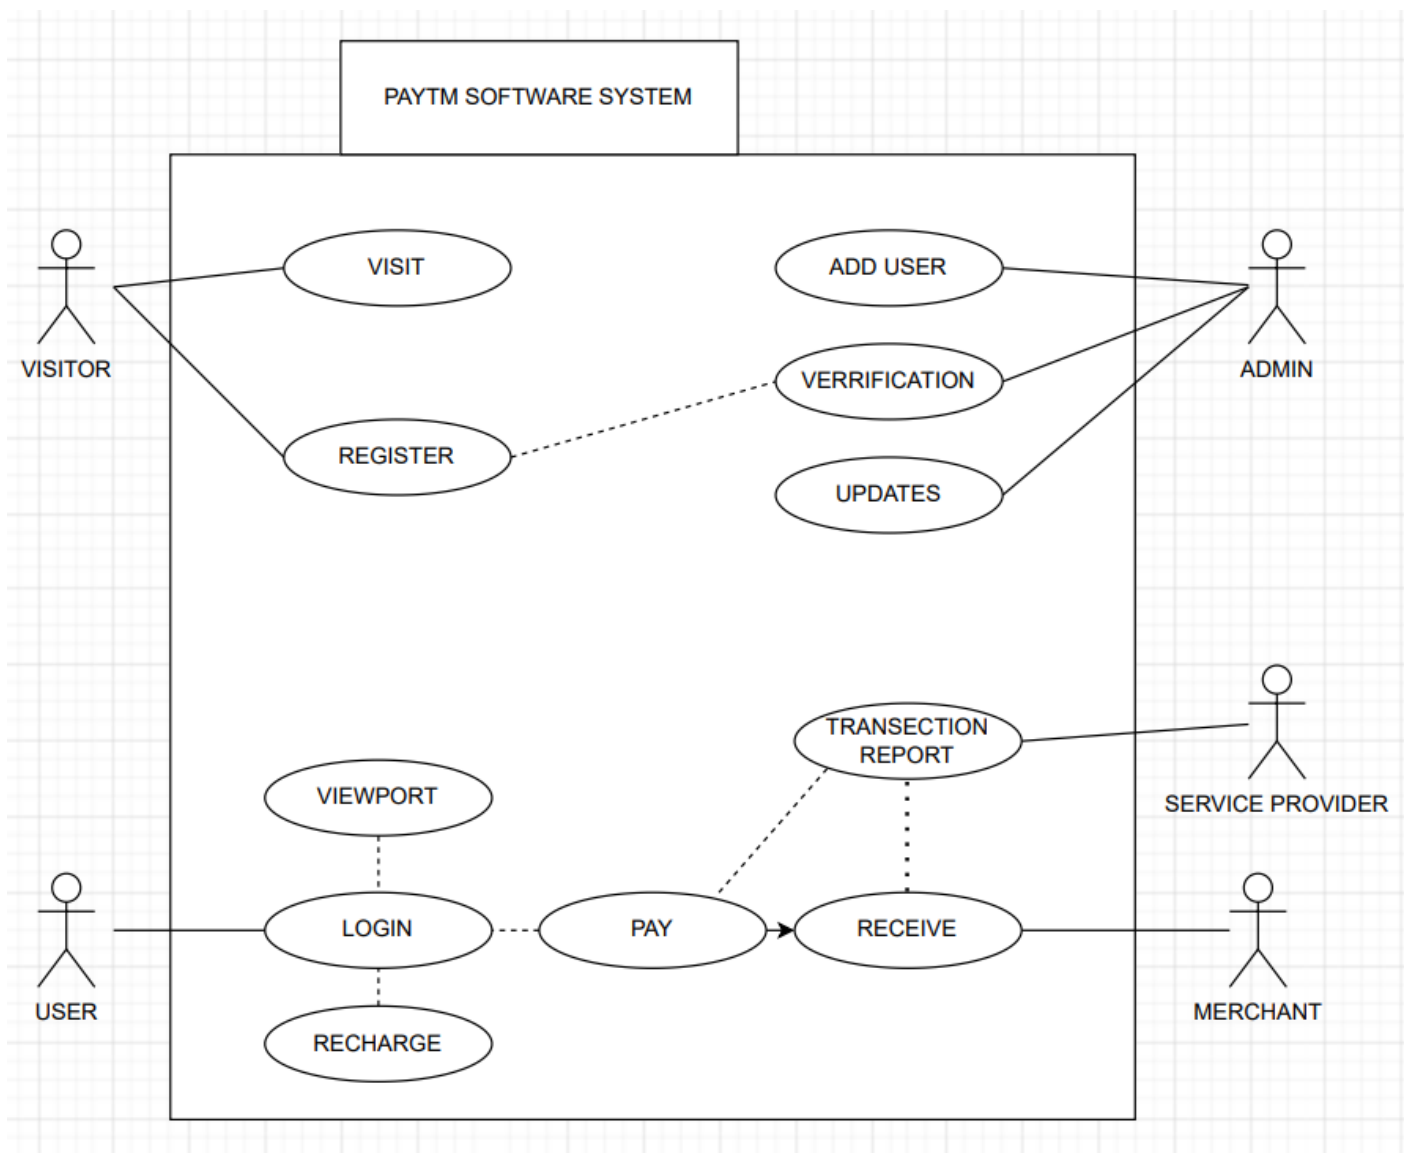 PAYTM SOFTWARE SYSTEM
VISIT
ADD USER
VISITOR
VERRIFICATION
ADMIN
REGISTER
UPDATES
TRANSECTION
REPORT
VIEWPORT
SERVICE PROVIDER
LOGIN
PAY
RECEIVE
USER
MERCHANT
RECHARGE